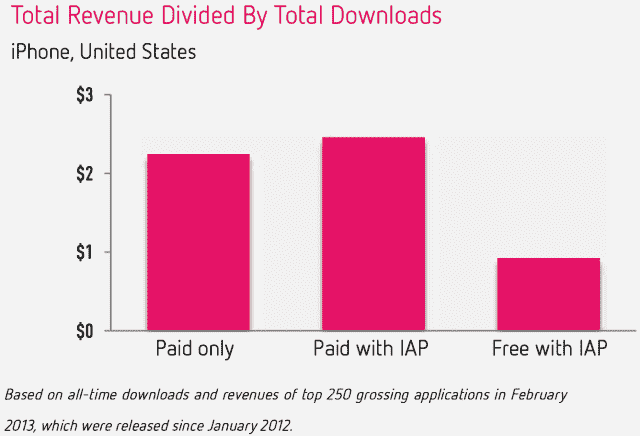 Total Revenue Divided By Total Downloads
iPhone, United States
$3
$2
$1
$0
Paid only
Paid with IAP
Free with IAP
Based on all-time downloads and revenues of top 250 grossing applications in February
2013, which were released since January 2012.